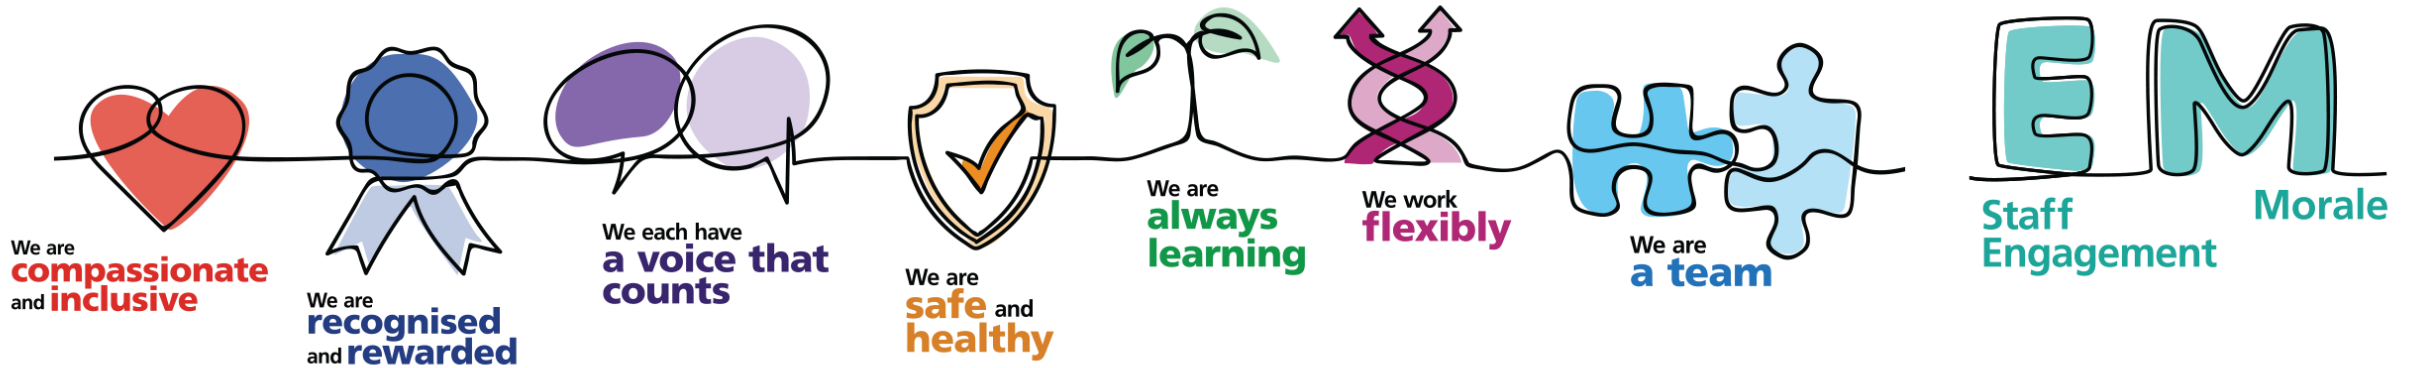 We are
compassionate
and inclusive
We are
recognised
and rewarded
We each have
a voice that
counts
We are
safe and
healthy
We are
always
learning
We work
flexibly
We are
a team
E M
Staff
Engagement
Morale